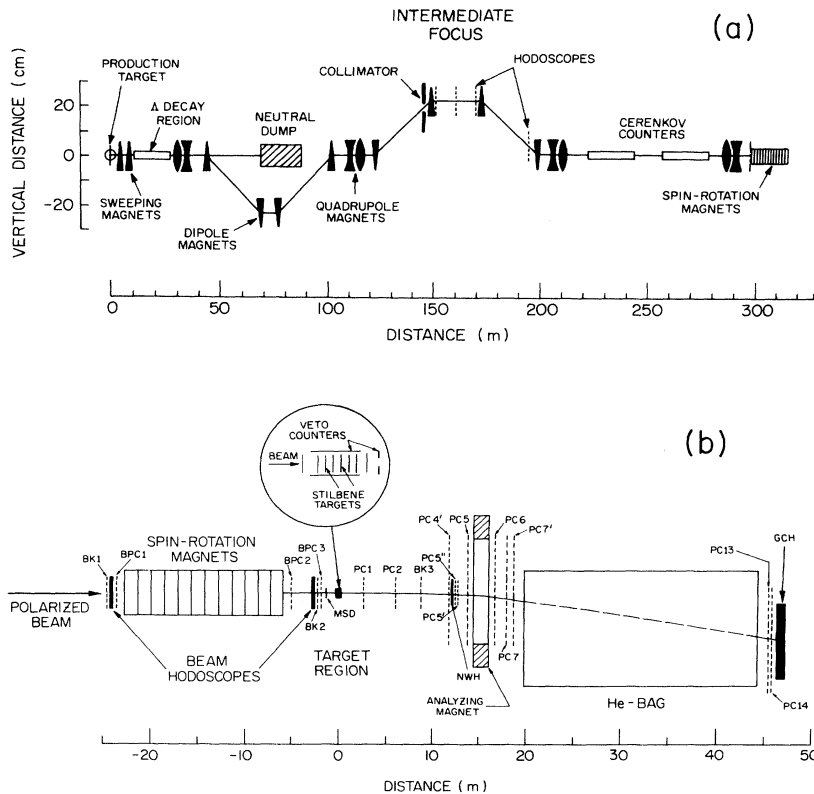 INTERMEDIATE
FOCUS
(a)
PRODUCTION
TARGET
Λ DECAY
REGION
NEUTRAL
DUMP
COLLIMATOR
HODOSCOPES
CERENKOV
COUNTERS
VERTICAL DISTANCE (cm)
20
0
-20
SWEEPING
MAGNETS
DIPOLE
MAGNETS
QUADRUPOLE
MAGNETS
SPIN-ROTATION
MAGNETS
0 50 100 150 200 250 300
DISTANCE (m)
(b)
VETO
COUNTERS
BEAM
STILBENE
TARGETS
SPIN-ROTATION
MAGNETS
BK1
BPC1
BPC2
BPC3
PC1
PC2
BK3
PC4'
PC5
PC5"
PC6
PC7'
PC13
GCH
POLARIZED
BEAM
BK2
MSD
PC5'
PC7
BEAM
HODOSCOPES
TARGET
REGION
NWH
ANALYZING
MAGNET
He-BAG
PC14
-20 -10 0 10 20 30 40 50
DISTANCE (m)